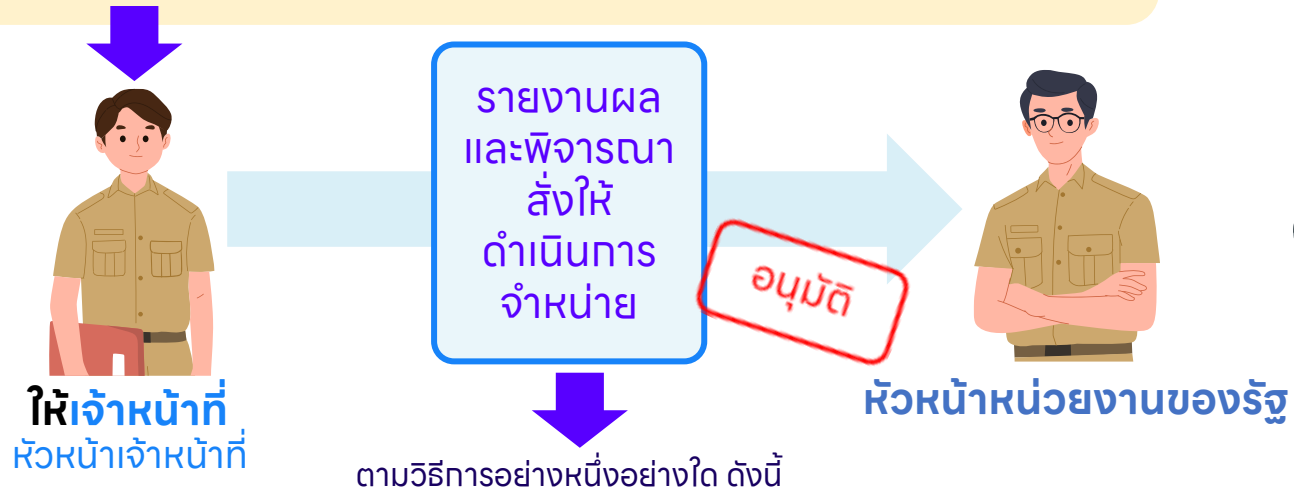 รายงานผล
และพิจารณา
สั่งให้
ดำเนินการ
จำหน่าย
อนุมัติ
ให้เจ้าหน้าที่
หัวหน้าเจ้าหน้าที่
หัวหน้าหน่วยงานของรัฐ
ตามวิธีการอย่างหนึ่งอย่างใด ดังนี้